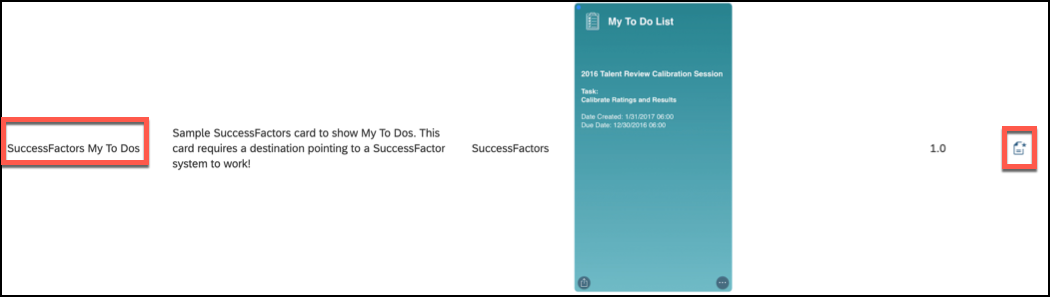 SuccessFactors My To Dos
Sample SuccessFactors card to show My To Dos. This
card requires a destination pointing to a SuccessFactor
system to work!
SuccessFactors
My To Do List
2016 Talent Review Calibration Session
Task:
Calibrate Ratings and Results
Date Created: 1/31/2017 06:00
Due Date: 12/30/2016 06:00
1.0